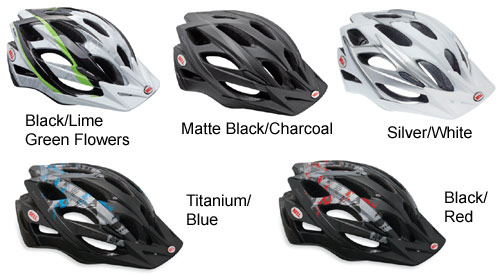 Black/Lime
Green Flowers
Matte Black/Charcoal
Silver/White
Titanium/
Blue
Black/
Red